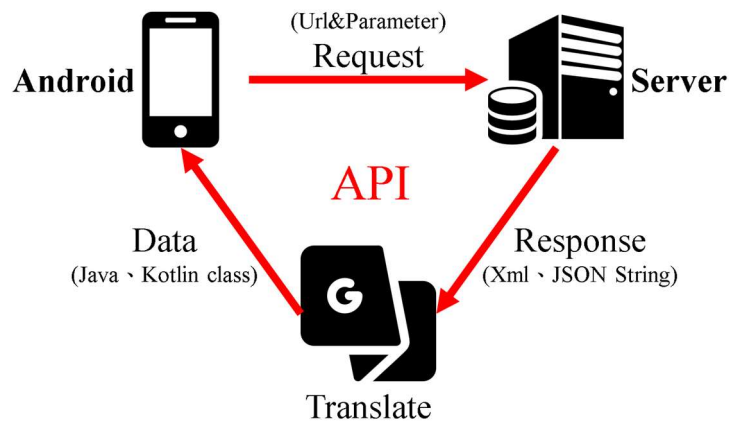 (Url&Parameter)
Request
Android
Server
API
Data
(Java、Kotlin class)
Response
(Xml、JSON String)
G
Translate